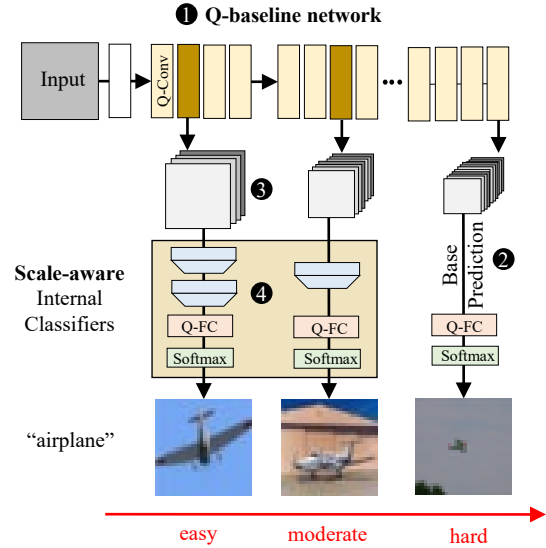 ❶ Q-baseline network
Input
Q-Conv
❸
Base
Prediction
❷
Scale-aware
Internal
Classifiers
❹
Q-FC
Q-FC
Q-FC
Softmax
Softmax
Softmax
“airplane”
easy
moderate
hard